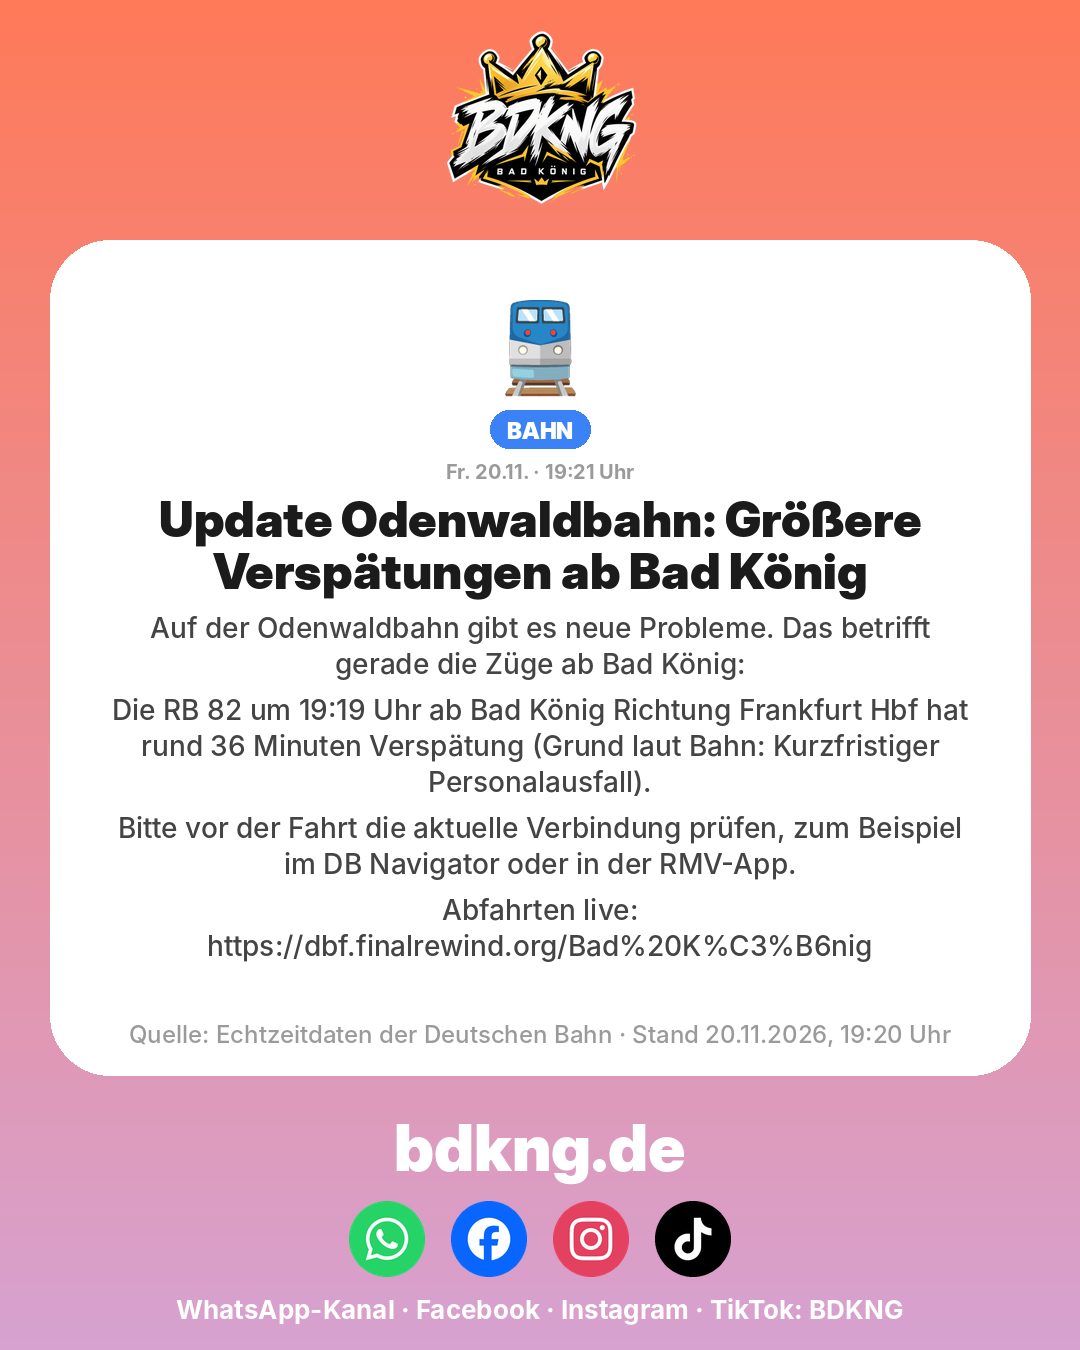 BDKNG
BAD KÖNIG
BAHN
Fr. 20.11. · 19:21 Uhr
Update Odenwaldbahn: Größere
Verspätungen ab Bad König
Auf der Odenwaldbahn gibt es neue Probleme. Das betrifft
gerade die Züge ab Bad König:
Die RB 82 um 19:19 Uhr ab Bad König Richtung Frankfurt Hbf hat
rund 36 Minuten Verspätung (Grund laut Bahn: Kurzfristiger
Personalausfall).
Bitte vor der Fahrt die aktuelle Verbindung prüfen, zum Beispiel
im DB Navigator oder in der RMV-App.
Abfahrten live:
https://dbf.finalrewind.org/Bad%20K%C3%B6nig
Quelle: Echtzeitdaten der Deutschen Bahn · Stand 20.11.2026, 19:20 Uhr
bdkng.de
WhatsApp-Kanal · Facebook · Instagram · TikTok: BDKNG